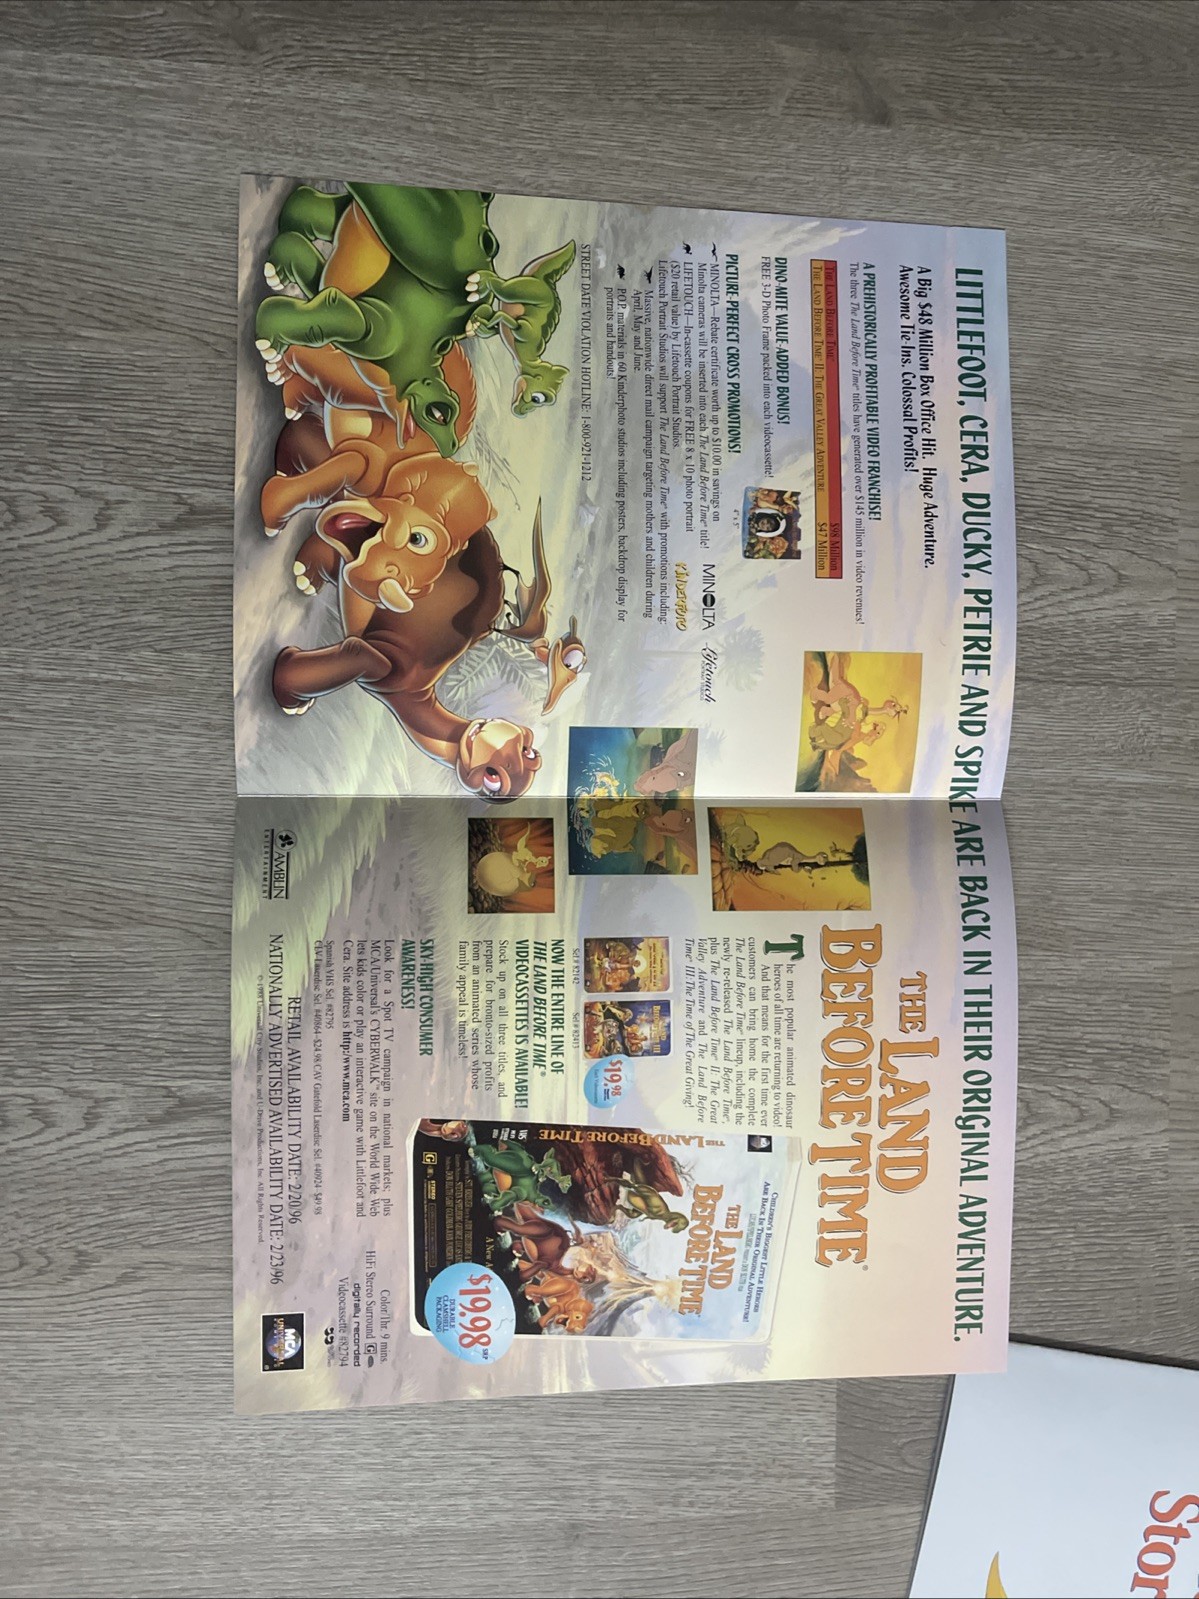 Stor
LITTLEFOOT, CERA, DUCKY, PETRIE AND SPIKE ARE BACK IN THEIR ORIGINAL ADVENTURE.
A Big $48 Million Box Office Hit. Huge Adventure.
Awesome Tie-Ins. Colossal Profits!
A PREHISTORICALLY PROFITABLE VIDEO FRANCHISE!
The three The Land Before Time® titles have generated over $145 million in video revenues!
THE LAND BEFORE TIME® $98 Million
THE LAND BEFORE TIME® II: THE GREAT VALLEY ADVENTURE $47 Million
DINO-MITE VALUE-ADDED BONUS!
FREE 3-D Photo Frame packed into each videocassette!
4" x 5"
PICTURE-PERFECT CROSS PROMOTIONS!
MINOLTA—Rebate certificate worth up to $10.00 in savings on
Minolta cameras will be inserted into each The Land Before Time® title!
LIFETOUCH—In-cassette coupons for FREE 8 x 10 photo portrait
($20 retail value) by Lifetouch Portrait Studios.
Lifetouch Portrait Studios will support The Land Before Time® with promotions including:
Massive, nationwide direct mail campaign targeting mothers and children during
April, May and June.
P.O.P. materials in 60 Kinderphoto studios including posters, backdrop display for
portraits and handouts!
MINOLTA
Lifetouch
PORTRAIT STUDIOS
KINDERFOTO
STREET DATE VIOLATION HOTLINE: 1-800-921-1212
THE LAND
BEFORE TIME®
The most popular animated dinosaur
heroes of all time are returning to video!
And that means for the first time ever
customers can bring home the complete
The Land Before Time® lineup, including the
newly re-released The Land Before Time®,
plus The Land Before Time® II: The Great
Valley Adventure and The Land Before
Time® III: The Time of The Great Giving!
$19.98
Sel.# 82142
Sel.# 82413
NOW THE ENTIRE LINE OF
THE LAND BEFORE TIME®
VIDEOCASSETTES IS AVAILABLE!
Stock up on all three titles, and
prepare for bronto-sized profits
from an animated series whose
family appeal is timeless!
SKY-HIGH CONSUMER
AWARENESS!
Look for a Spot TV campaign in national markets; plus
MCA/Universal's CYBERWALK™ site on the World Wide Web
lets kids color or play an interactive game with Littlefoot and
Cera. Site address is http:/www.mca.com
Spanish VHS Sel. #82795
CLV Laserdisc Sel. #40864–$24.98/CAV Gatefold Laserdisc Sel. #40924–$49.98
CHILDREN'S BIGGEST LITTLE HEROES
ARE BACK IN THEIR ORIGINAL ADVENTURE!
THE LAND
BEFORE TIME
THE LAND BEFORE TIME
VHS
MCA
A New A
G
STEREO
$19.98 SRP
DURABLE
CLAMSHELL
PACKAGING
Color/1hr. 9 mins.
HiFi Stereo Surround G
digitally recorded
Videocassette #82794
RETAIL AVAILABILITY DATE: 2/20/96
NATIONALLY ADVERTISED AVAILABILITY DATE: 2/23/96
© 1988 Universal City Studios, Inc. and U-Drive Productions, Inc. All Rights Reserved.
AMBLIN
ENTERTAINMENT
MCA
UNIVERSAL